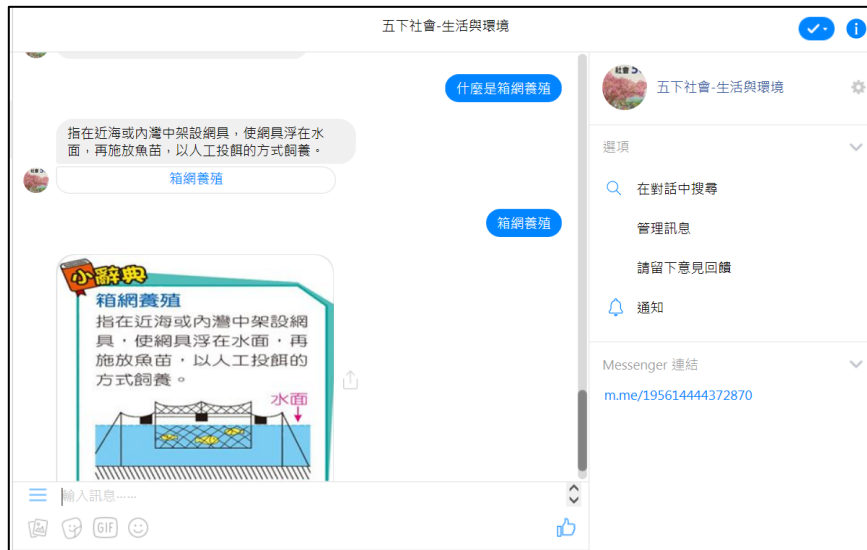 五下社會-生活與環境
什麼是箱網養殖
指在近海或內灣中架設網具，使網具浮在水
面，再施放魚苗，以人工投餌的方式飼養。
箱網養殖
箱網養殖
小辭典
箱網養殖
指在近海或內灣中架設網
具，使網具浮在水面，再
施放魚苗，以人工投餌的
方式飼養。
水面
輸入訊息……
GIF
社會5
五下社會-生活與環境
選項
在對話中搜尋
管理訊息
請留下意見回饋
通知
Messenger 連結
m.me/195614444372870